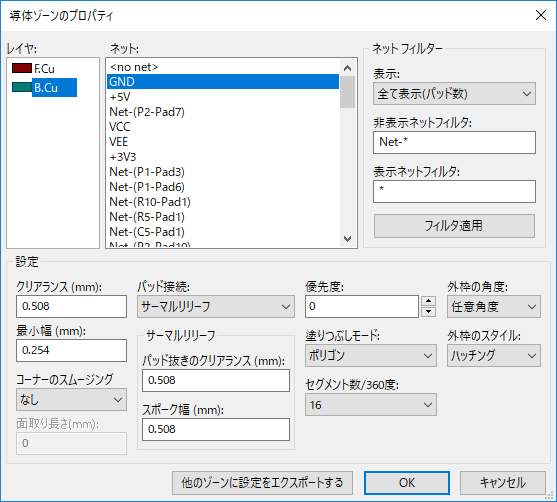 導体ゾーンのプロパティ
レイヤ:
F.Cu
B.Cu
ネット:
<no net>
GND
+5V
Net-(P2-Pad7)
VCC
VEE
+3V3
Net-(P1-Pad3)
Net-(P1-Pad6)
Net-(R10-Pad1)
Net-(R5-Pad1)
Net-(C5-Pad1)
Net-(P2-Pad10)
ネット フィルター
表示:
全て表示(パッド数)
非表示ネットフィルタ:
Net-*
表示ネットフィルタ:
*
フィルタ適用
設定
クリアランス (mm):
0.508
最小幅 (mm):
0.254
コーナーのスムージング
なし
面取り長さ(mm):
0
パッド接続:
サーマルリリーフ
サーマルリリーフ
パッド抜きのクリアランス (mm):
0.508
スポーク幅 (mm):
0.508
優先度:
0
塗りつぶしモード:
ポリゴン
セグメント数/360度:
16
外枠の角度:
任意角度
外枠のスタイル:
ハッチング
他のゾーンに設定をエクスポートする
OK
キャンセル